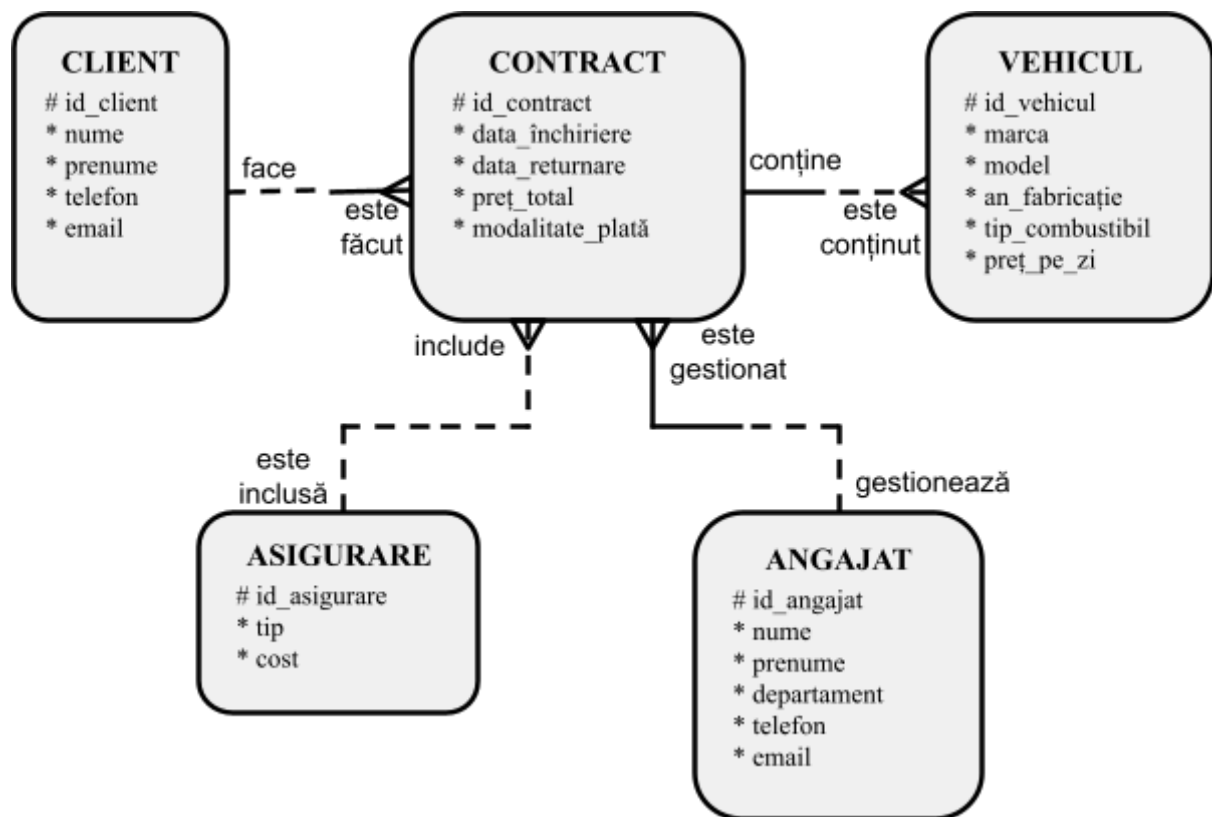 CLIENT
# id_client
* nume
* prenume
* telefon
* email
face
este
făcut
CONTRACT
# id_contract
* data_închiriere
* data_returnare
* preț_total
* modalitate_plată
conține
este
conținut
VEHICUL
# id_vehicul
* marca
* model
* an_fabricație
* tip_combustibil
* preț_pe_zi
include
este
gestionat
este
inclusă
gestionează
ASIGURARE
# id_asigurare
* tip
* cost
ANGAJAT
# id_angajat
* nume
* prenume
* departament
* telefon
* email